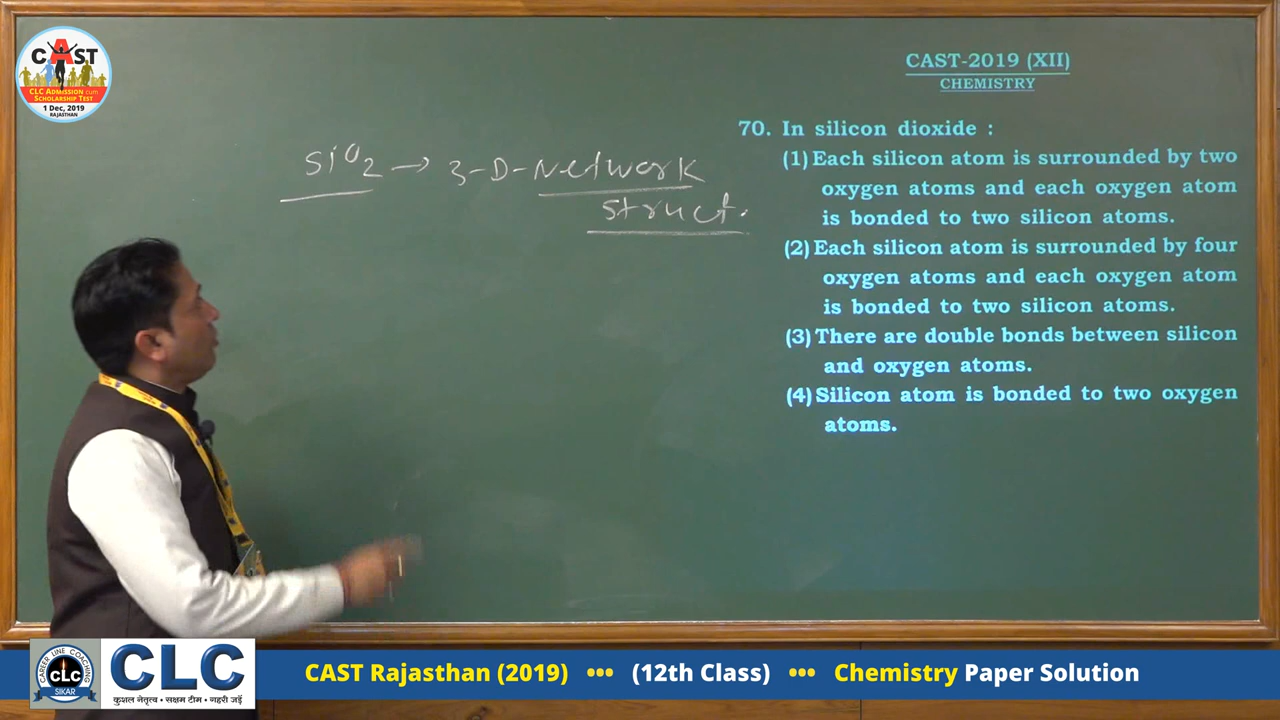 CAST
CLC ADMISSION cum
SCHOLARSHIP TEST
1 Dec, 2019
RAJASTHAN
CAST-2019 (XII)
CHEMISTRY
SiO2 → 3-D-Network
struct.
70. In silicon dioxide :
(1) Each silicon atom is surrounded by two
oxygen atoms and each oxygen atom
is bonded to two silicon atoms.
(2) Each silicon atom is surrounded by four
oxygen atoms and each oxygen atom
is bonded to two silicon atoms.
(3) There are double bonds between silicon
and oxygen atoms.
(4) Silicon atom is bonded to two oxygen
atoms.
CAREER LINE COACHING
CLC
SIKAR
CLC
कुशल नेतृत्व • सक्षम टीम • गहरी जड़ें
CAST Rajasthan (2019) ••• (12th Class) ••• Chemistry Paper Solution